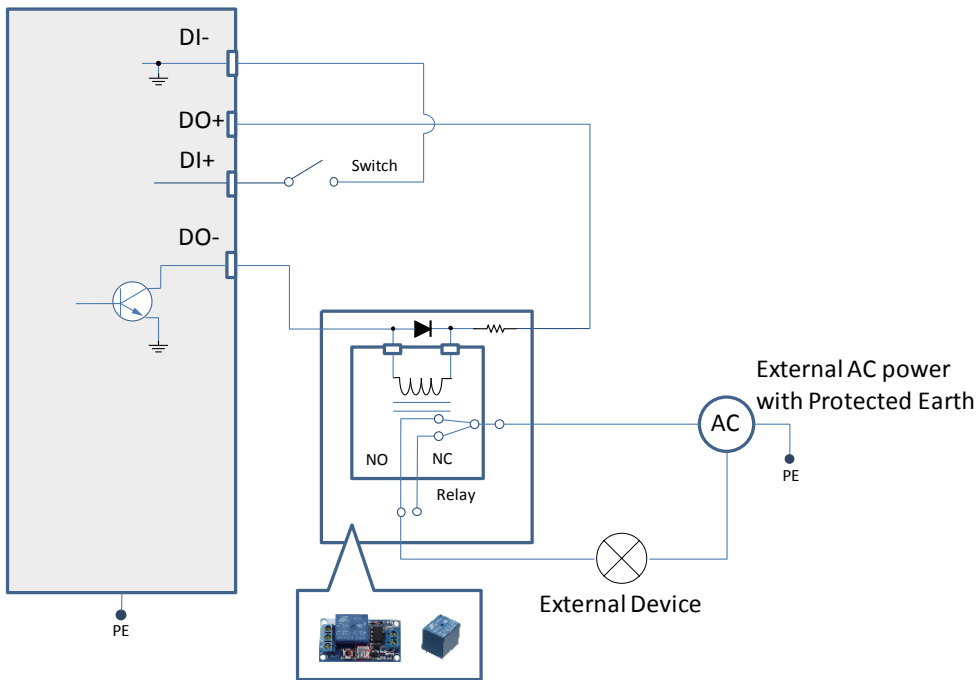 DI-
DO+
DI+
Switch
DO-
External AC power
with Protected Earth
AC
NO
NC
PE
Relay
External Device
PE